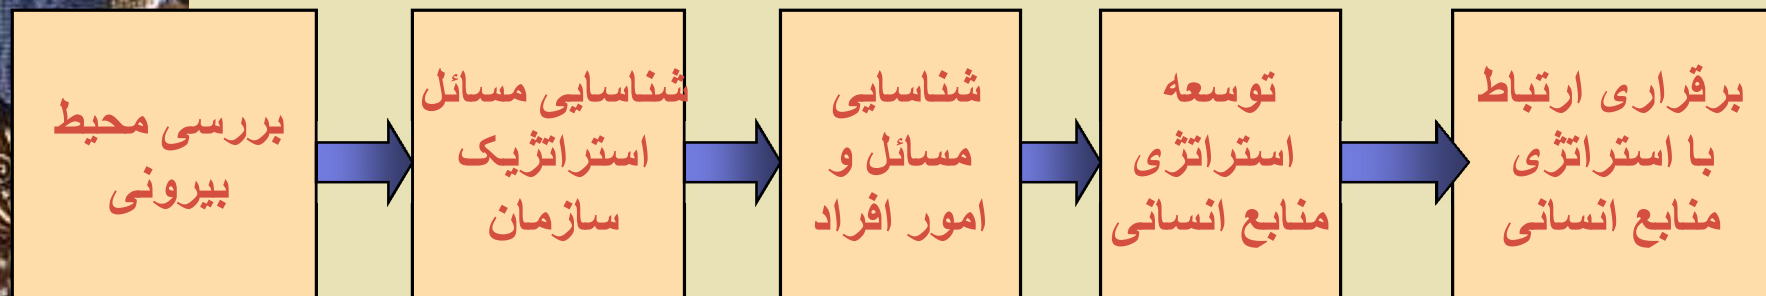 بررسی محیط
بیرونی
شناسایی مسائل
استراتژیک
سازمان
شناسایی
مسائل و
امور افراد
توسعه
استراتژی
منابع انسانی
برقراری ارتباط
با استراتژی
منابع انسانی